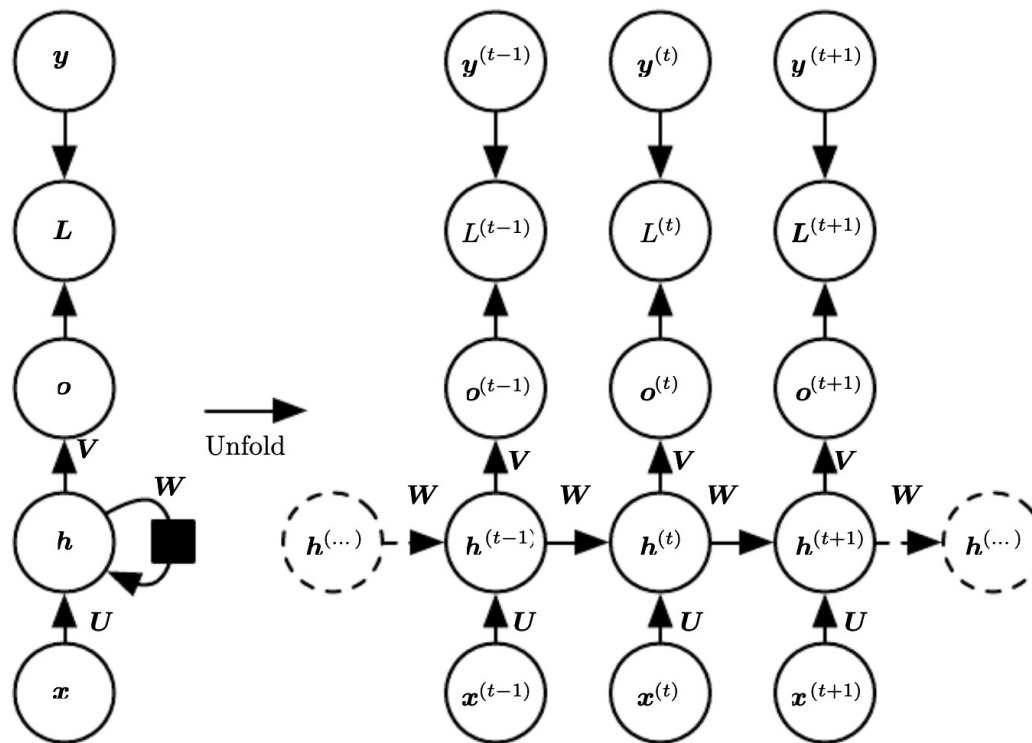 y y^(t−1) y^(t) y^(t+1)
L L^(t−1) L^(t) L^(t+1)
o o^(t−1) o^(t) o^(t+1)
V Unfold V V V
W W W W W
h h^(...) h^(t−1) h^(t) h^(t+1) h^(...)
U U U U
x x^(t−1) x^(t) x^(t+1)